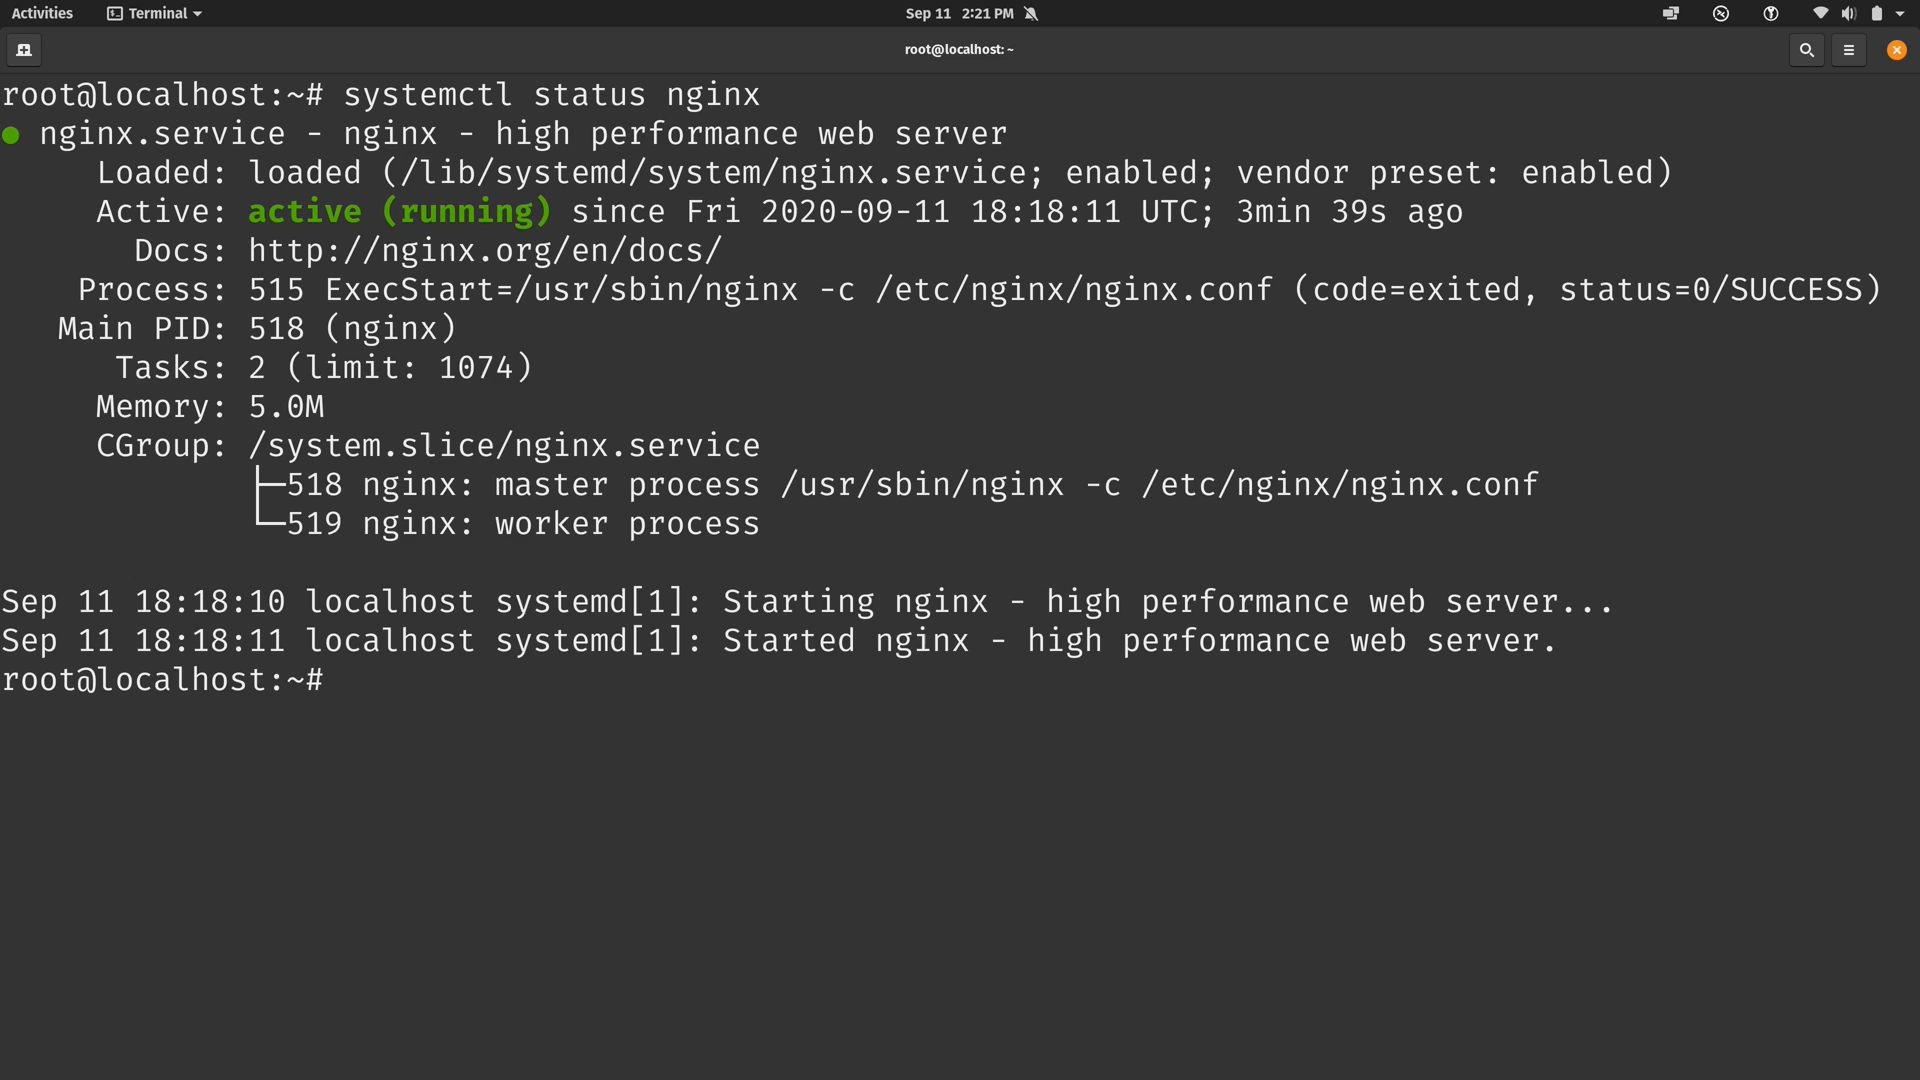 Activities Terminal Sep 11 2:21 PM
root@localhost: ~
root@localhost:~# systemctl status nginx
● nginx.service - nginx - high performance web server
     Loaded: loaded (/lib/systemd/system/nginx.service; enabled; vendor preset: enabled)
     Active: active (running) since Fri 2020-09-11 18:18:11 UTC; 3min 39s ago
       Docs: http://nginx.org/en/docs/
    Process: 515 ExecStart=/usr/sbin/nginx -c /etc/nginx/nginx.conf (code=exited, status=0/SUCCESS)
   Main PID: 518 (nginx)
      Tasks: 2 (limit: 1074)
     Memory: 5.0M
     CGroup: /system.slice/nginx.service
             ├─518 nginx: master process /usr/sbin/nginx -c /etc/nginx/nginx.conf
             └─519 nginx: worker process

Sep 11 18:18:10 localhost systemd[1]: Starting nginx - high performance web server...
Sep 11 18:18:11 localhost systemd[1]: Started nginx - high performance web server.
root@localhost:~#